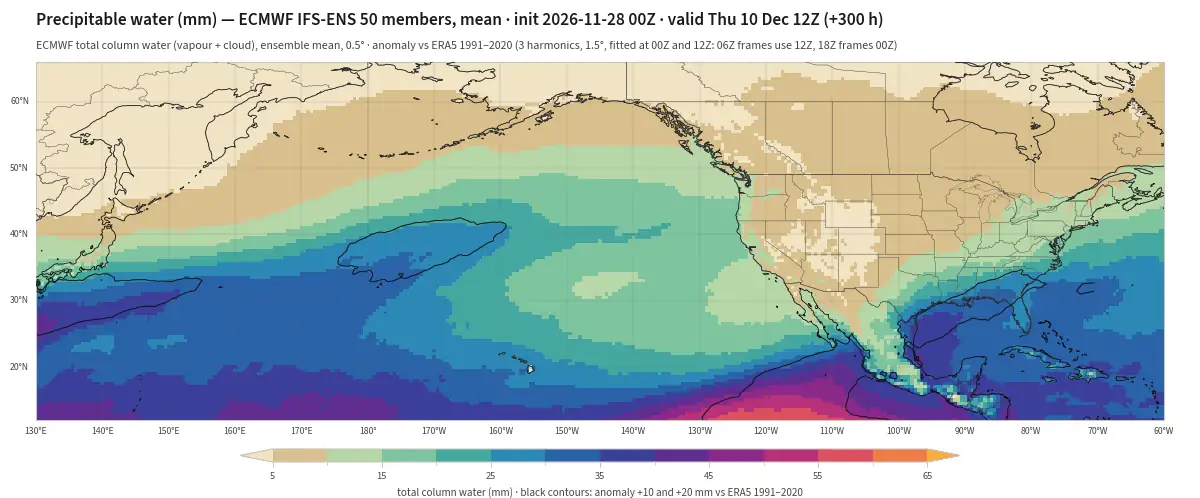 Precipitable water (mm) — ECMWF IFS-ENS 50 members, mean · init 2026-11-28 00Z · valid Thu 10 Dec 12Z (+300 h)
ECMWF total column water (vapour + cloud), ensemble mean, 0.5° · anomaly vs ERA5 1991–2020 (3 harmonics, 1.5°, fitted at 00Z and 12Z: 06Z frames use 12Z, 18Z frames 00Z)
60°N
50°N
40°N
30°N
20°N
130°E 140°E 150°E 160°E 170°E 180° 170°W 160°W 150°W 140°W 130°W 120°W 110°W 100°W 90°W 80°W 70°W 60°W
5 15 25 35 45 55 65
total column water (mm) · black contours: anomaly +10 and +20 mm vs ERA5 1991–2020